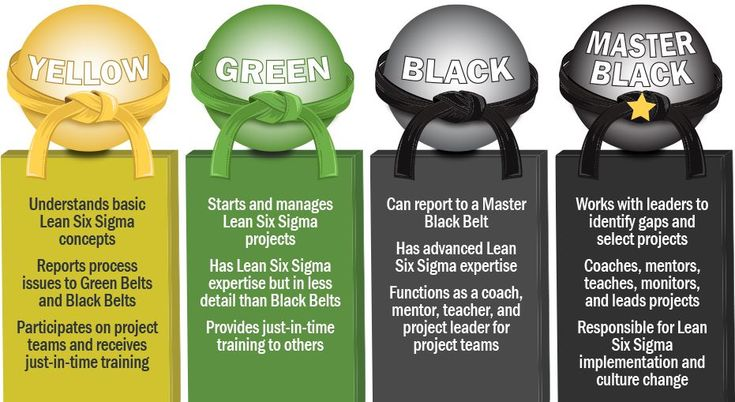 YELLOW
Understands basic
Lean Six Sigma
concepts
Reports process
issues to Green Belts
and Black Belts
Participates on project
teams and receives
just-in-time training
GREEN
Starts and manages
Lean Six Sigma
projects
Has Lean Six Sigma
expertise but in less
detail than Black Belts
Provides just-in-time
training to others
BLACK
Can report to a Master
Black Belt
Has advanced Lean
Six Sigma expertise
Functions as a coach,
mentor, teacher, and
project leader for
project teams
MASTER
BLACK
Works with leaders to
identify gaps and
select projects
Coaches, mentors,
teaches, monitors,
and leads projects
Responsible for Lean
Six Sigma
implementation and
culture change